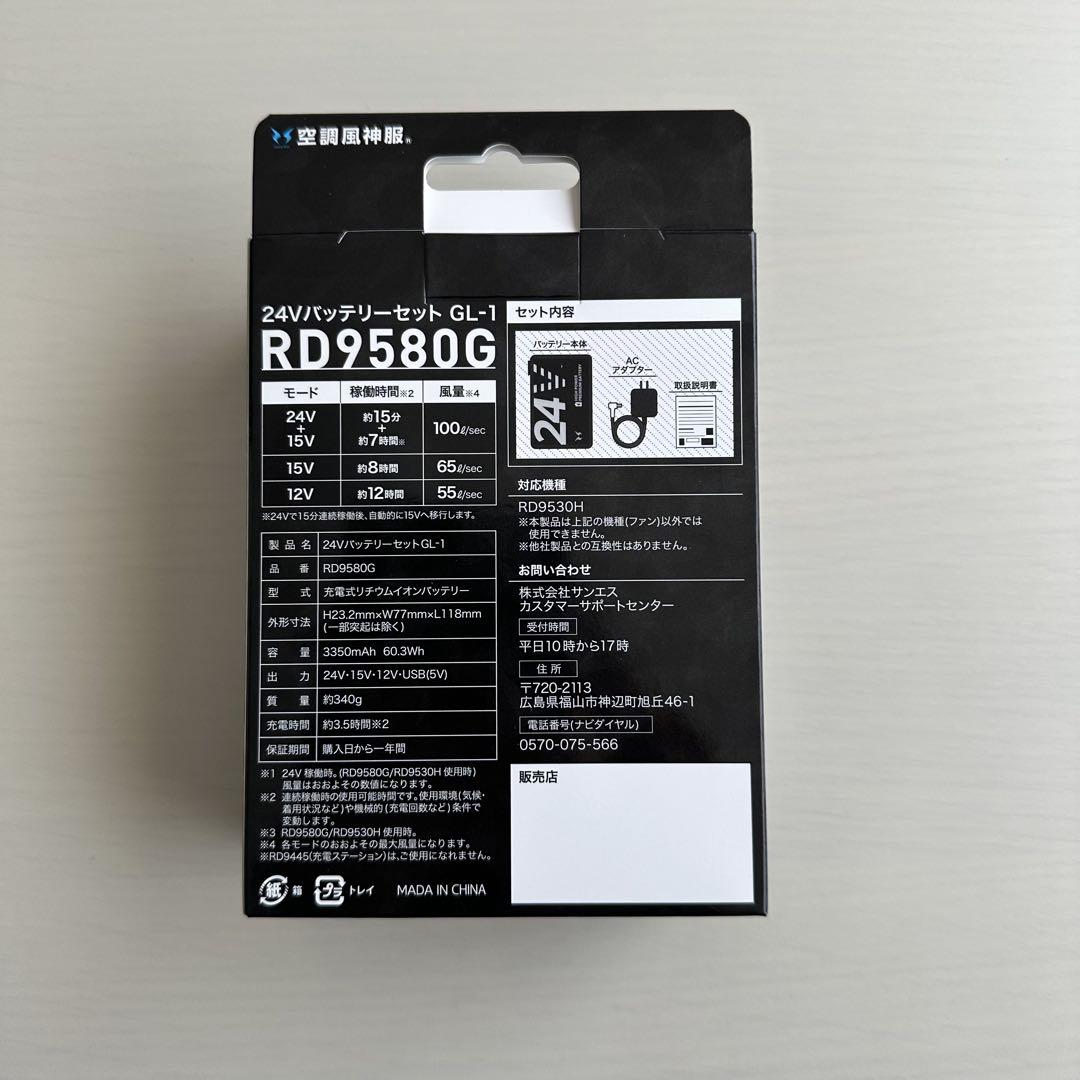 空調風神服®
24Vバッテリーセット GL-1
RD9580G
モード 稼働時間※2 風量※4
24V+15V 約15分+約7時間※ 100ℓ/sec
15V 約8時間 65ℓ/sec
12V 約12時間 55ℓ/sec
※24Vで15分連続稼働後、自動的に15Vへ移行します。
製品名 24VバッテリーセットGL-1
品番 RD9580G
型式 充電式リチウムイオンバッテリー
外形寸法 H23.2mm×W77mm×L118mm
(一部突起は除く)
容量 3350mAh 60.3Wh
出力 24V・15V・12V・USB(5V)
質量 約340g
充電時間 約3.5時間※2
保証期間 購入日から一年間
※1 24V 稼働時。(RD9580G/RD9530H 使用時)
風量はおおよその数値になります。
※2 連続稼働時の使用可能時間です。使用環境(気候・
着用状況など)や機械的(充電回数など)条件で
変動します。
※3 RD9580G/RD9530H 使用時。
※4 各モードのおおよその最大風量になります。
※RD9445(充電ステーション)は、ご使用になれません。
紙 箱 プラ トレイ MADA IN CHINA
セット内容
バッテリー本体
24V
HIGH POWER
PREMIUM BATTERY
AC
アダプター
取扱説明書
対応機種
RD9530H
※本製品は上記の機種(ファン)以外では
使用できません。
※他社製品との互換性はありません。
お問い合わせ
株式会社サンエス
カスタマーサポートセンター
受付時間
平日10時から17時
住所
〒720-2113
広島県福山市神辺町旭丘46-1
電話番号(ナビダイヤル)
0570-075-566
販売店